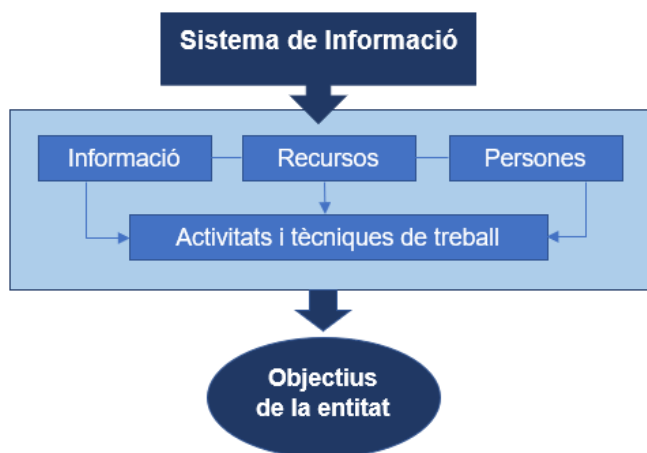 Sistema de Informació
Informació
Recursos
Persones
Activitats i tècniques de treball
Objectius
de la entitat